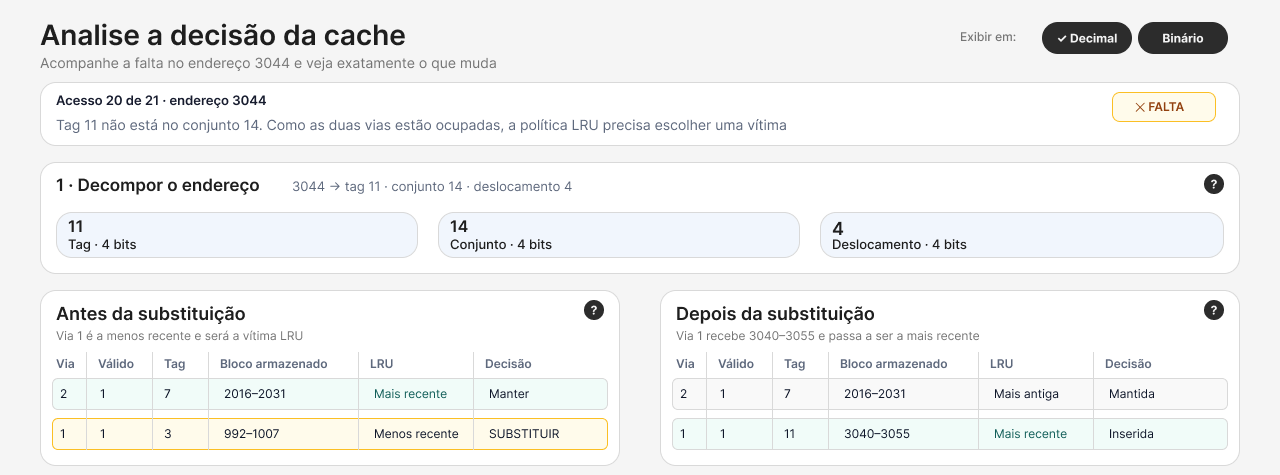 Analise a decisão da cache
Acompanhe a falta no endereço 3044 e veja exatamente o que muda
Exibir em:
✓ Decimal
Binário
Acesso 20 de 21 · endereço 3044
Tag 11 não está no conjunto 14. Como as duas vias estão ocupadas, a política LRU precisa escolher uma vítima
✕ FALTA
1 · Decompor o endereço
3044 → tag 11 · conjunto 14 · deslocamento 4
?
11
Tag · 4 bits
14
Conjunto · 4 bits
4
Deslocamento · 4 bits
Antes da substituição
?
Via 1 é a menos recente e será a vítima LRU
Via Válido Tag Bloco armazenado LRU Decisão
2 1 7 2016–2031 Mais recente Manter
1 1 3 992–1007 Menos recente SUBSTITUIR
Depois da substituição
?
Via 1 recebe 3040–3055 e passa a ser a mais recente
Via Válido Tag Bloco armazenado LRU Decisão
2 1 7 2016–2031 Mais antiga Mantida
1 1 11 3040–3055 Mais recente Inserida